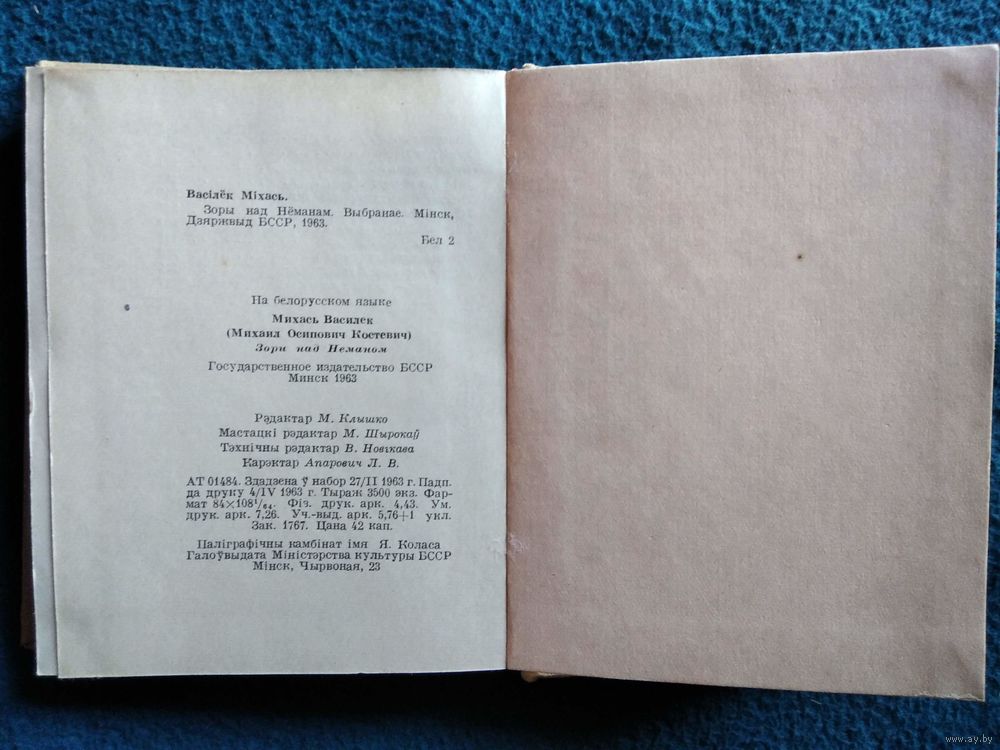 Васілёк Міхась.
Зоры над Нёманам. Выбранае. Мінск,
Дзяржвыд БССР, 1963.
Бел 2
На белорусском языке
Михась Василек
(Михаил Осипович Костевич)
Зори над Неманом
Государственное издательство БССР
Минск 1963
Рэдактар М. Клышко
Мастацкі рэдактар М. Шырокаў
Тэхнічны рэдактар В. Новікава
Карэктар Апаровіч Л. В.
АТ 01484. Здадзена ў набор 27/II 1963 г. Падп.
да друку 4/IV 1963 г. Тыраж 3500 экз. Фар-
мат 84×108¹/₆₄. Фіз. друк. арк. 4,43. Ум.
друк. арк. 7,26. Уч.-выд. арк. 5,76+1 укл.
Зак. 1767. Цана 42 кап.
Паліграфічны камбінат імя Я. Коласа
Галоўвыдата Міністэрства культуры БССР
Мінск, Чырвоная, 23
www.ay.by